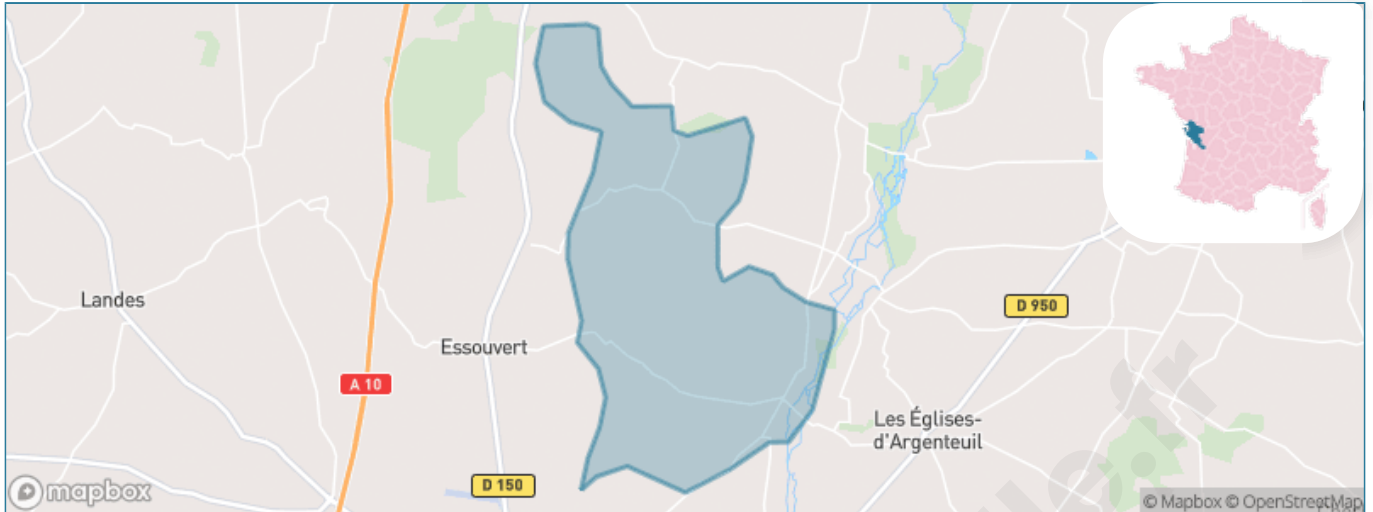 Landes
Essouvert
A 10
D 950
Les Églises-
d'Argenteuil
D 150
mapbox
© Mapbox © OpenStreetMap